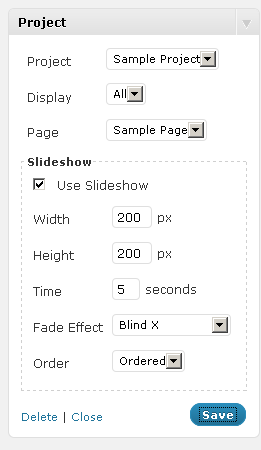 Project
Project Sample Project
Display All
Page Sample Page
Slideshow
Use Slideshow
Width 200 px
Height 200 px
Time 5 seconds
Fade Effect Blind X
Order Ordered
Delete | Close Save